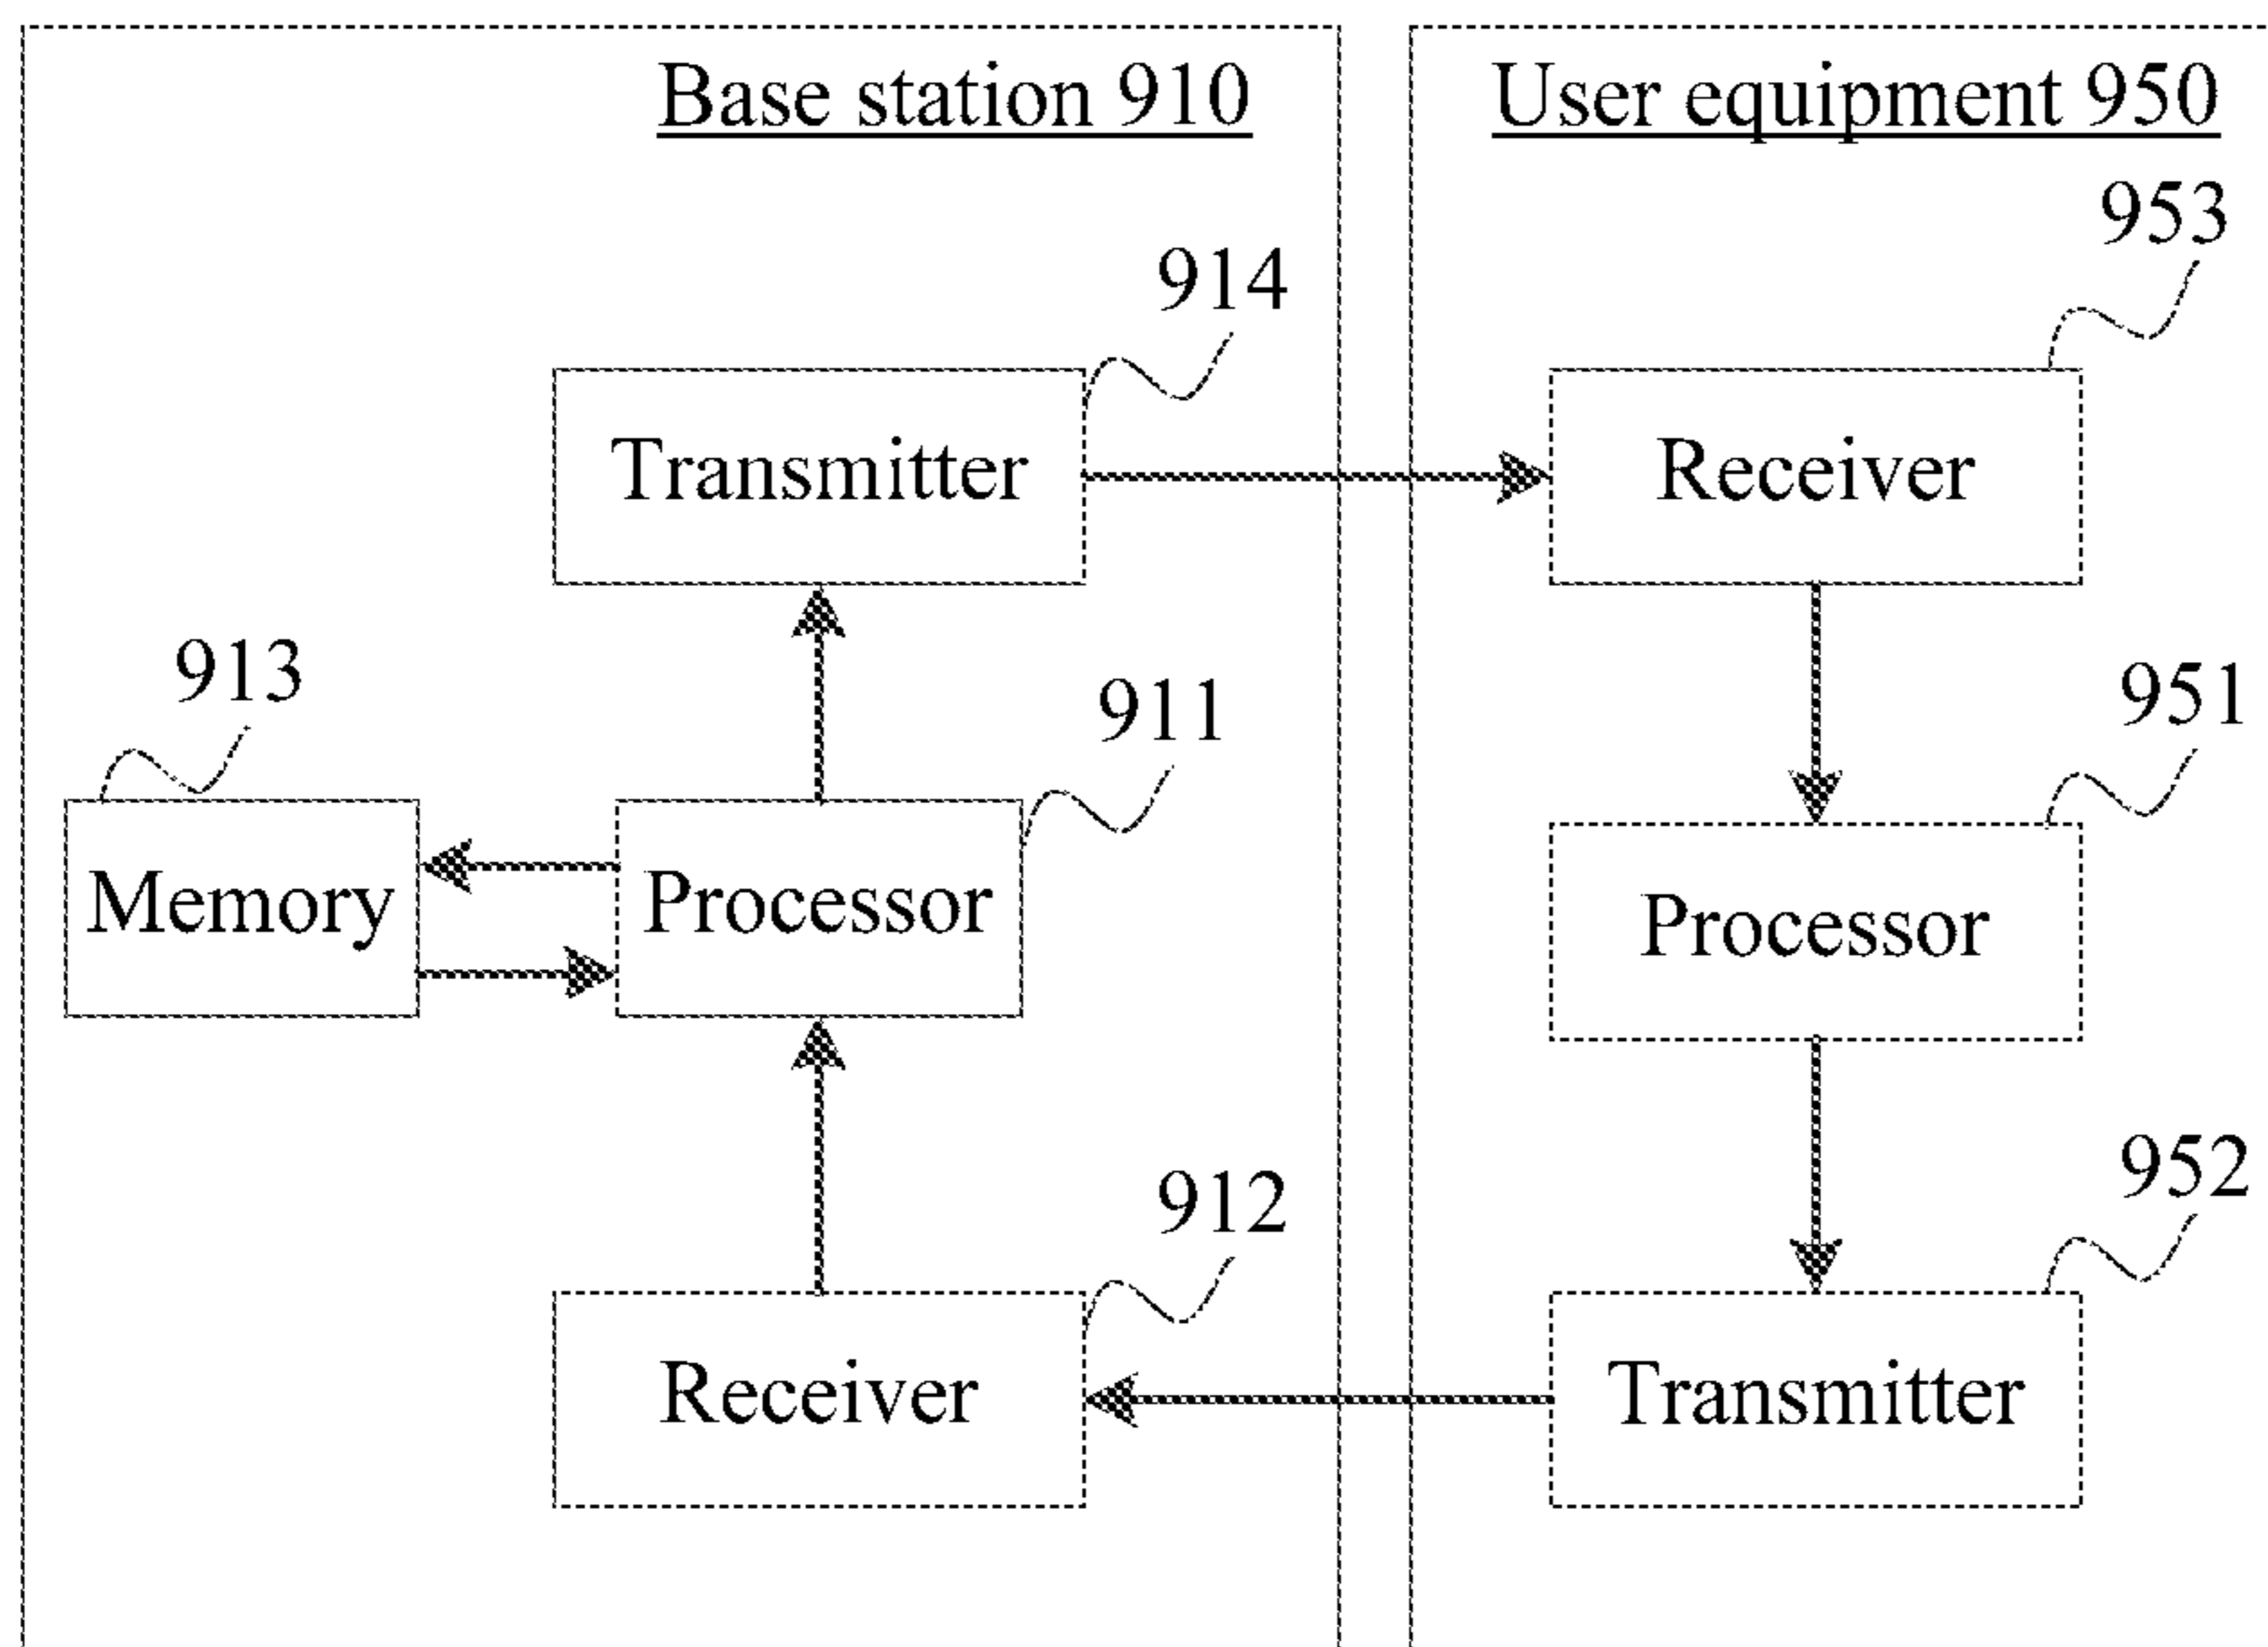 Base station 910
914
Transmitter
913
911
Memory
Processor
912
Receiver
User equipment 950
953
Receiver
951
Processor
952
Transmitter